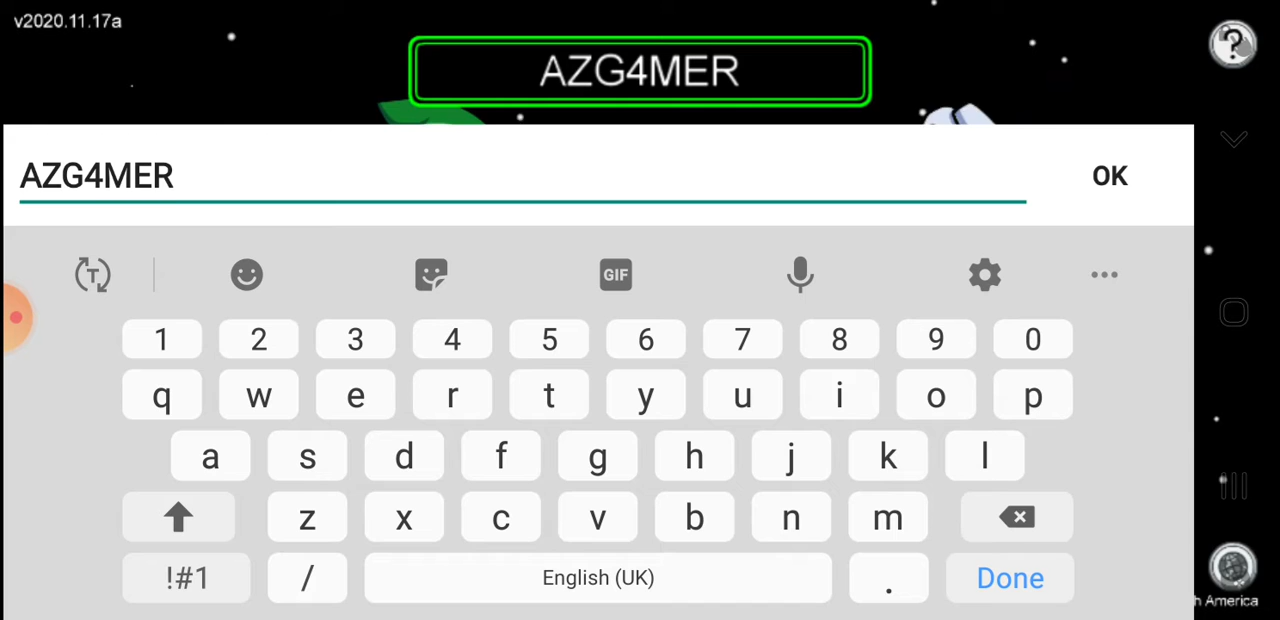 v2020.11.17a
AZG4MER
AZG4MER
OK
GIF
1 2 3 4 5 6 7 8 9 0
q w e r t y u i o p
a s d f g h j k l
z x c v b n m
!#1 / English (UK) . Done
h America